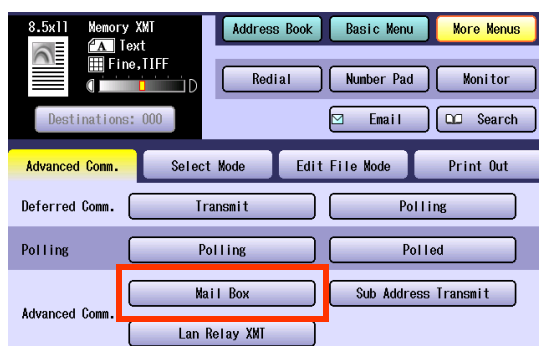 8.5x11 Memory XMT
A Text
Fine,TIFF
D
Destinations: 000
Address Book Basic Menu More Menus
Redial Number Pad Monitor
Email Search
Advanced Comm. Select Mode Edit File Mode Print Out
Deferred Comm. Transmit Polling
Polling Polling Polled
Mail Box Sub Address Transmit
Advanced Comm.
Lan Relay XMT